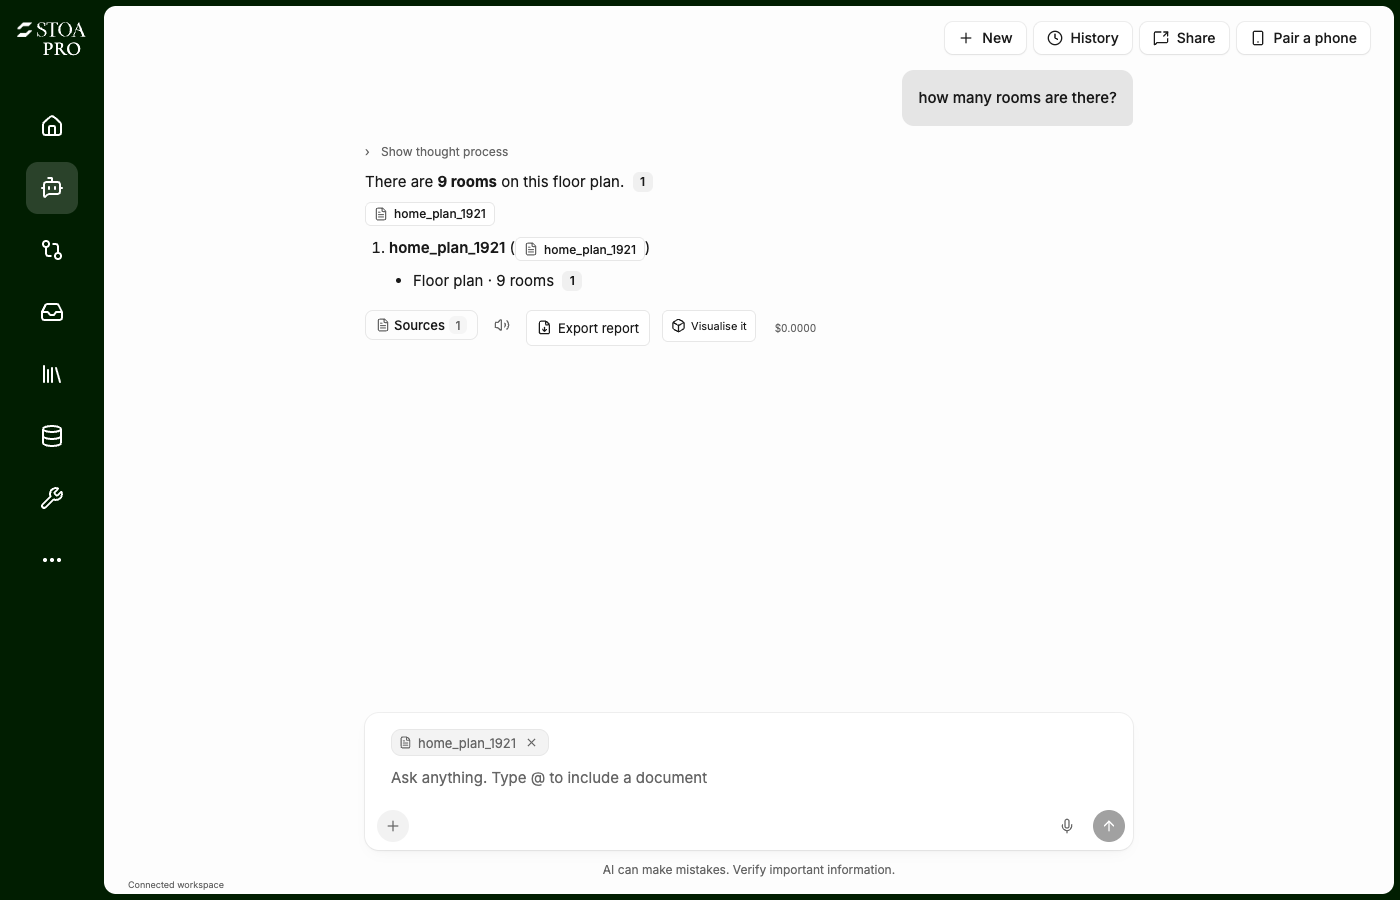 STOA
PRO
New
History
Share
Pair a phone
how many rooms are there?
Show thought process
There are 9 rooms on this floor plan. 1
home_plan_1921
1. home_plan_1921 ( home_plan_1921 )
• Floor plan · 9 rooms 1
Sources 1
Export report
Visualise it
$0.0000
home_plan_1921
Ask anything. Type @ to include a document
AI can make mistakes. Verify important information.
Connected workspace